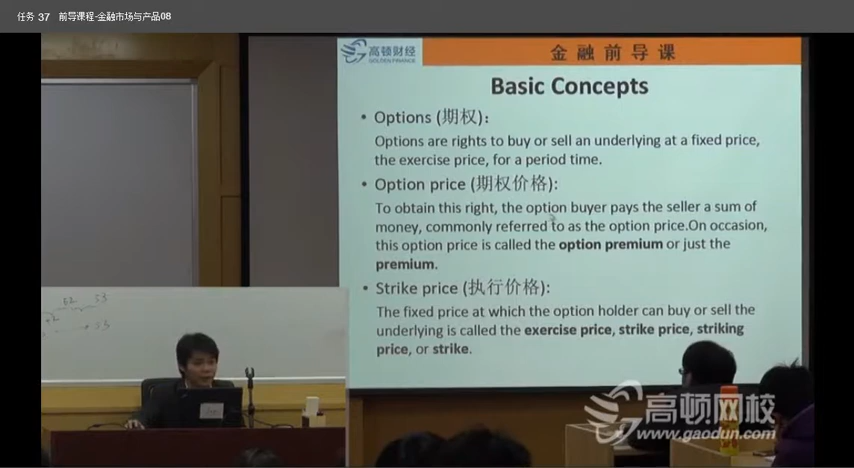 任务 37 前导课程-金融市场与产品08
高顿财经
GOLDEN FINANCE
金融前导课
Basic Concepts
• Options (期权):
Options are rights to buy or sell an underlying at a fixed price,
the exercise price, for a period time.
• Option price (期权价格):
To obtain this right, the option buyer pays the seller a sum of
money, commonly referred to as the option price.On occasion,
this option price is called the option premium or just the
premium.
• Strike price (执行价格):
The fixed price at which the option holder can buy or sell the
underlying is called the exercise price, strike price, striking
price, or strike.
62 53
53
高顿网校
www.gaodun.com